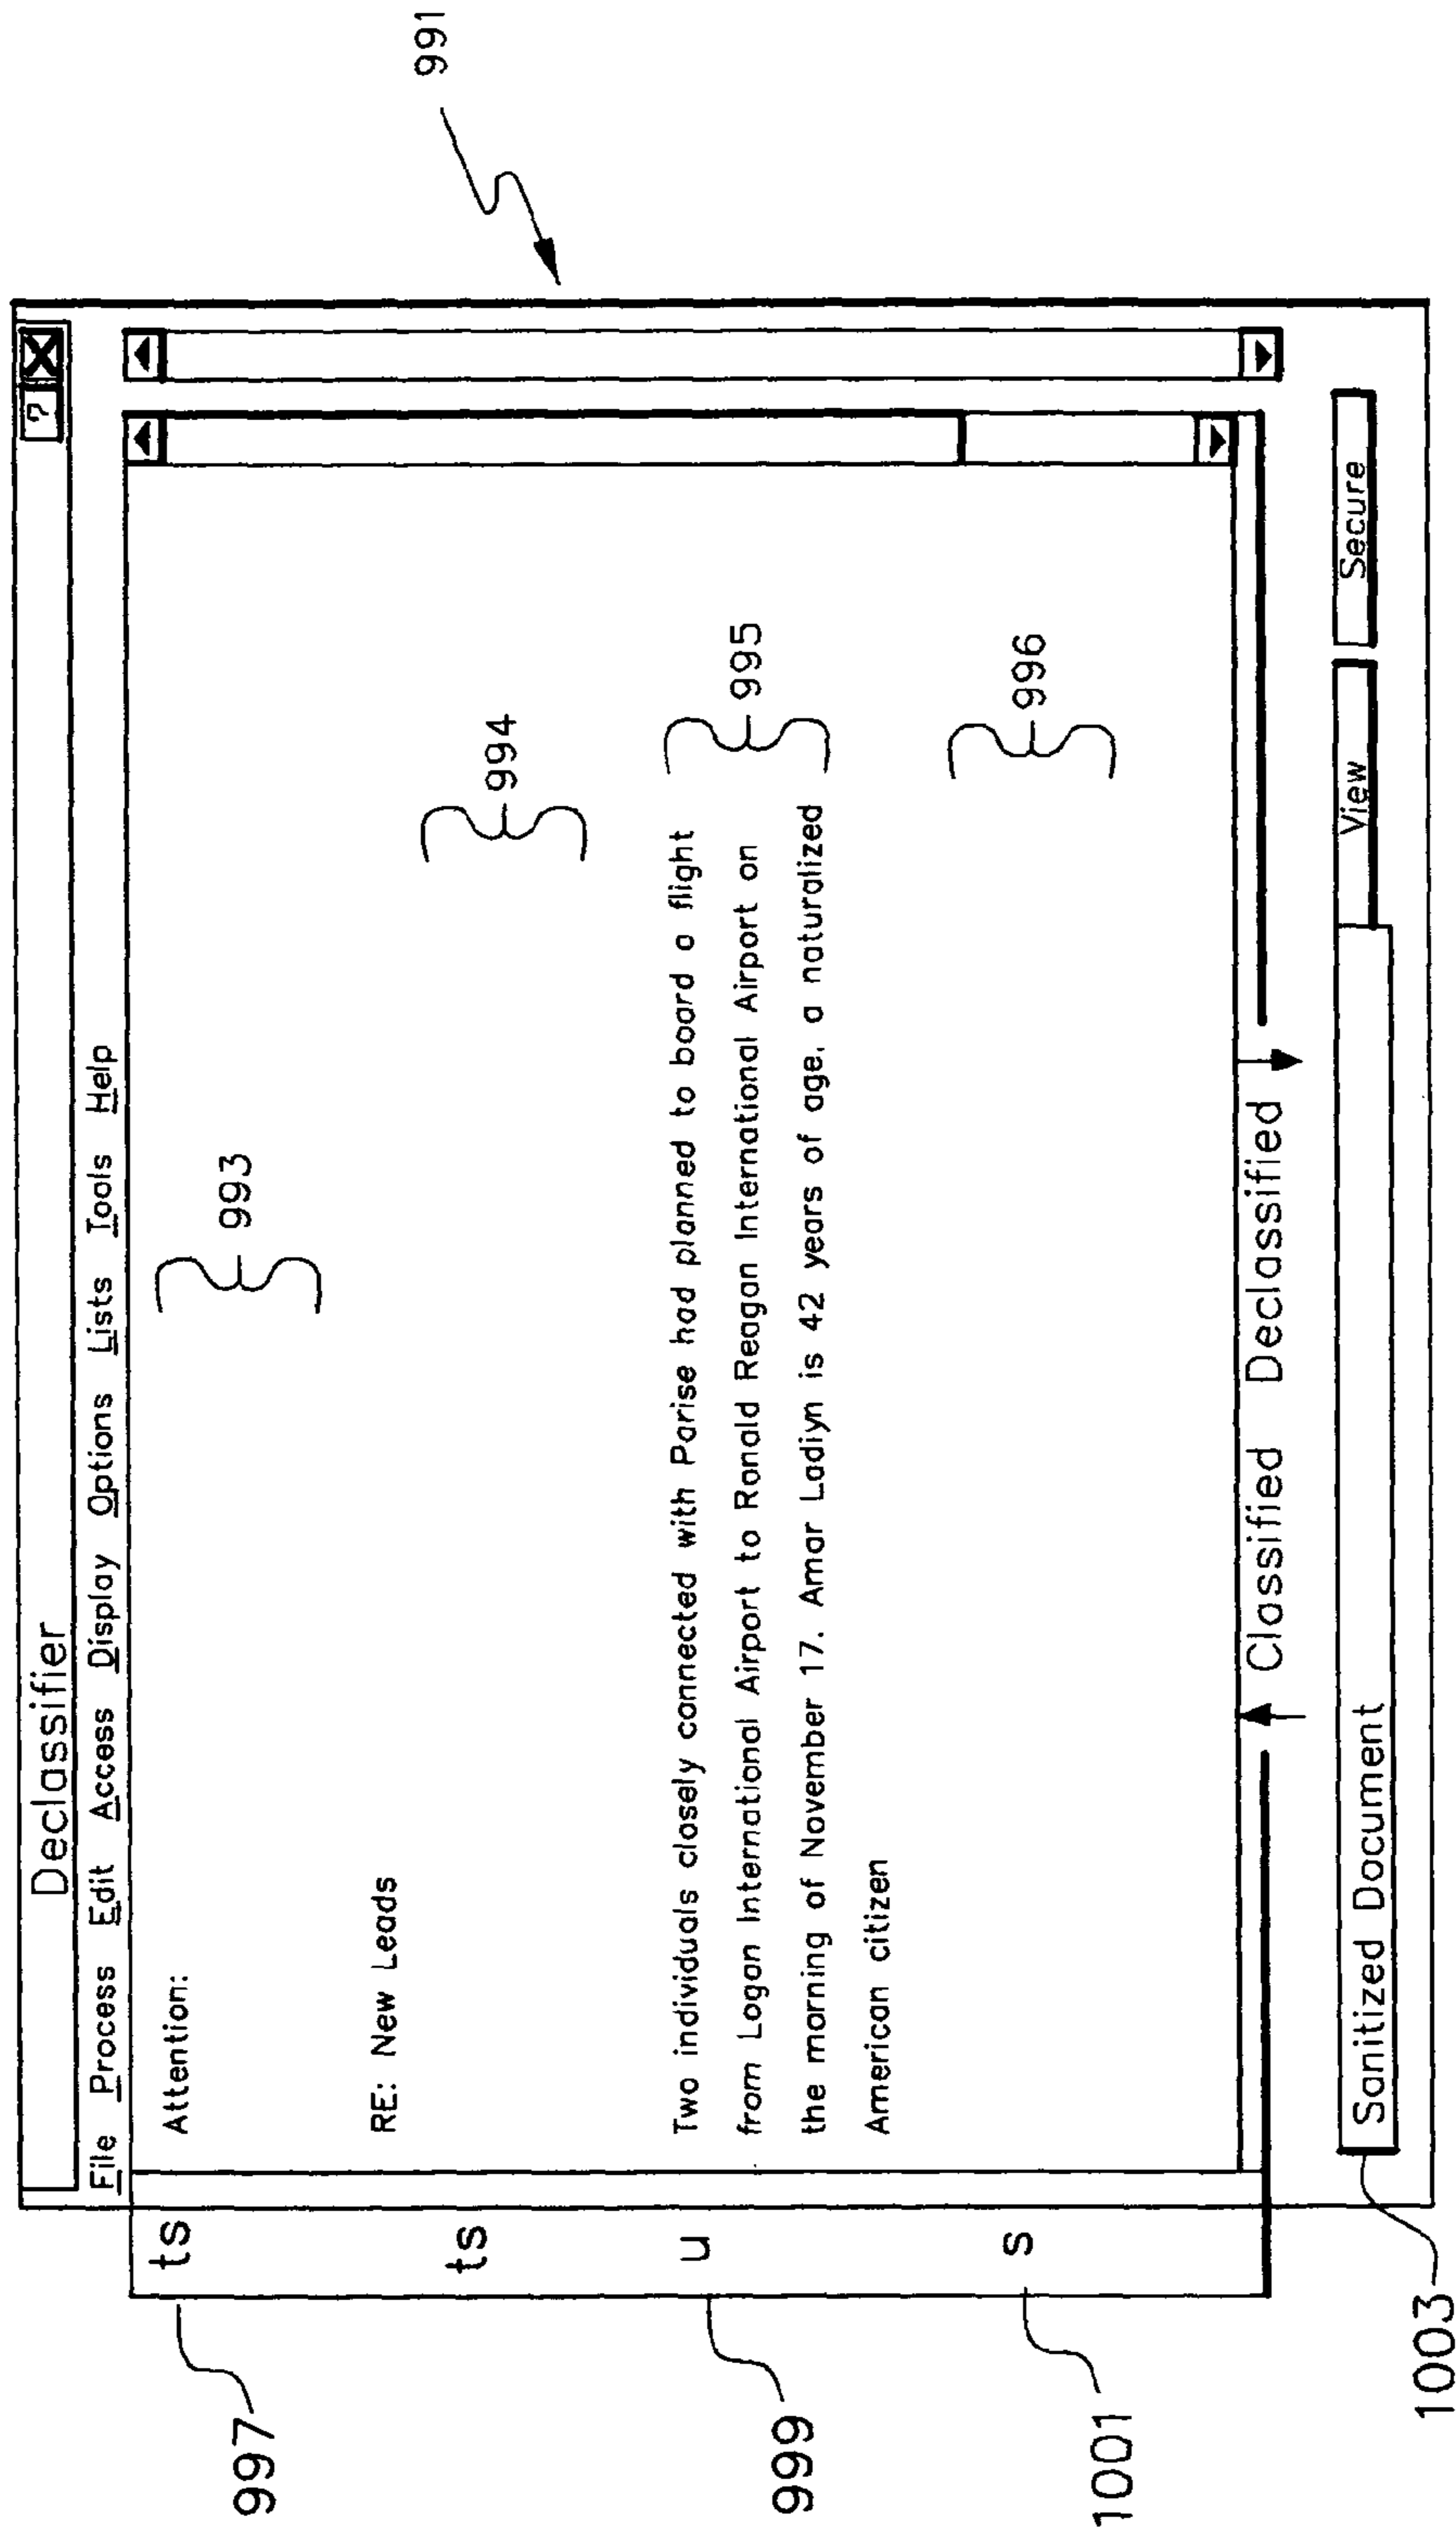 Declassifier
? X
File Process Edit Access Display Options Lists Tools Help
991
997
ts
Attention:
993
RE: New Leads
ts
994
999
u
Two individuals closely connected with Parise had planned to board a flight
from Logan International Airport to Ronald Reagan International Airport on
the morning of November 17. Amar Ladiyn is 42 years of age, a naturalized
American citizen
995
1001
s
996
Classified Declassified
1003
Sanitized Document
View
Secure